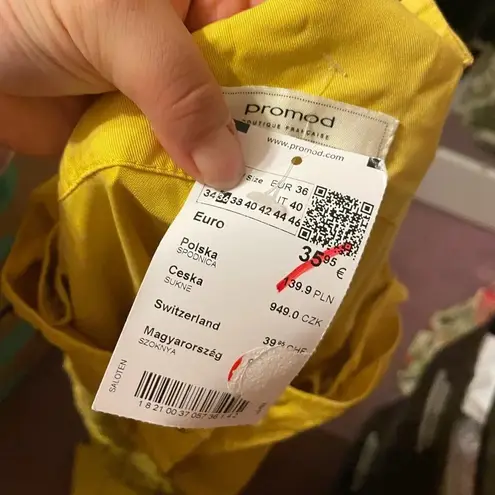 promod
BOUTIQUE FRANÇAISE
www.promod.com
Size EUR 36
IT 40
34 36 38 40 42 44 46
Euro 35,95 €
Polska
SPODNICA 139.9 PLN
Ceska
SUKNE 949.0 CZK
Switzerland 39,95 CHF
Magyarország
SZOKNYA
SALOTEN